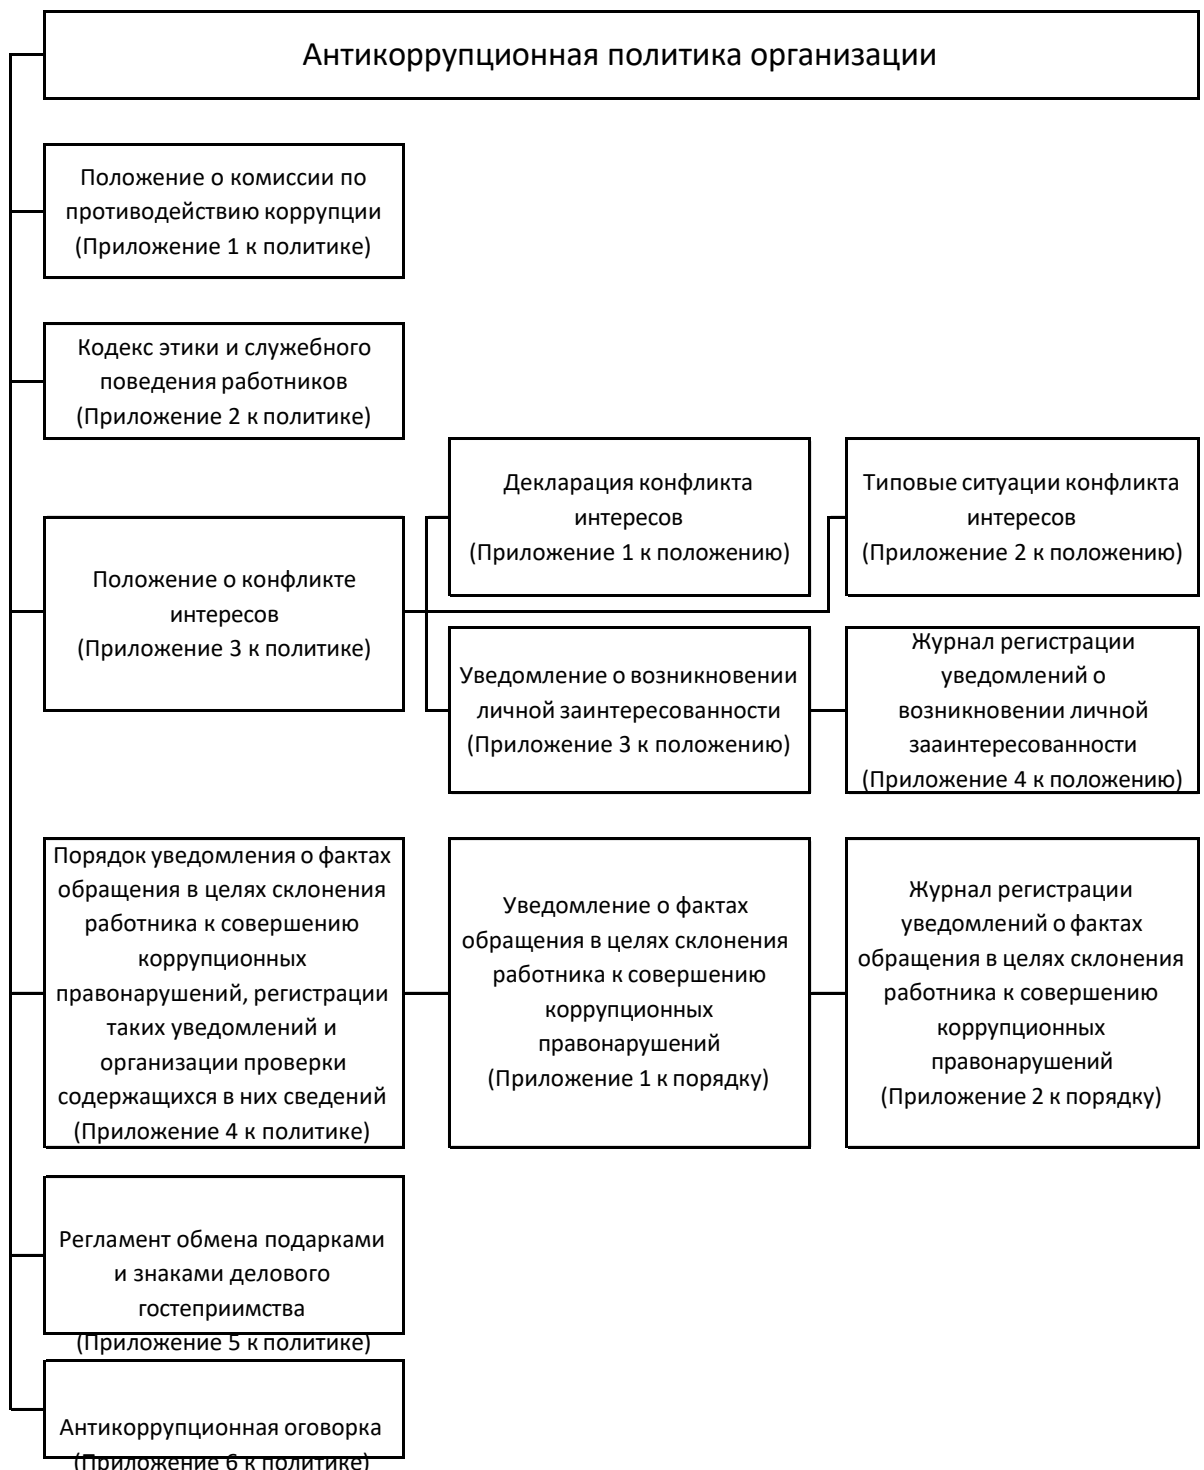 Антикоррупционная политика организации
Положение о комиссии по
противодействию коррупции
(Приложение 1 к политике)
Кодекс этики и служебного
поведения работников
(Приложение 2 к политике)
Положение о конфликте
интересов
(Приложение 3 к политике)
Декларация конфликта
интересов
(Приложение 1 к положению)
Типовые ситуации конфликта
интересов
(Приложение 2 к положению)
Уведомление о возникновении
личной заинтересованности
(Приложение 3 к положению)
Журнал регистрации
уведомлений о
возникновении личной
зааинтересованности
(Приложение 4 к положению)
Порядок уведомления о фактах
обращения в целях склонения
работника к совершению
коррупционных
правонарушений, регистрации
таких уведомлений и
организации проверки
содержащихся в них сведений
(Приложение 4 к политике)
Уведомление о фактах
обращения в целях склонения
работника к совершению
коррупционных
правонарушений
(Приложение 1 к порядку)
Журнал регистрации
уведомлений о фактах
обращения в целях склонения
работника к совершению
коррупционных
правонарушений
(Приложение 2 к порядку)
Регламент обмена подарками
и знаками делового
гостеприимства
(Приложение 5 к политике)
Антикоррупционная оговорка
(Приложение 6 к политике)